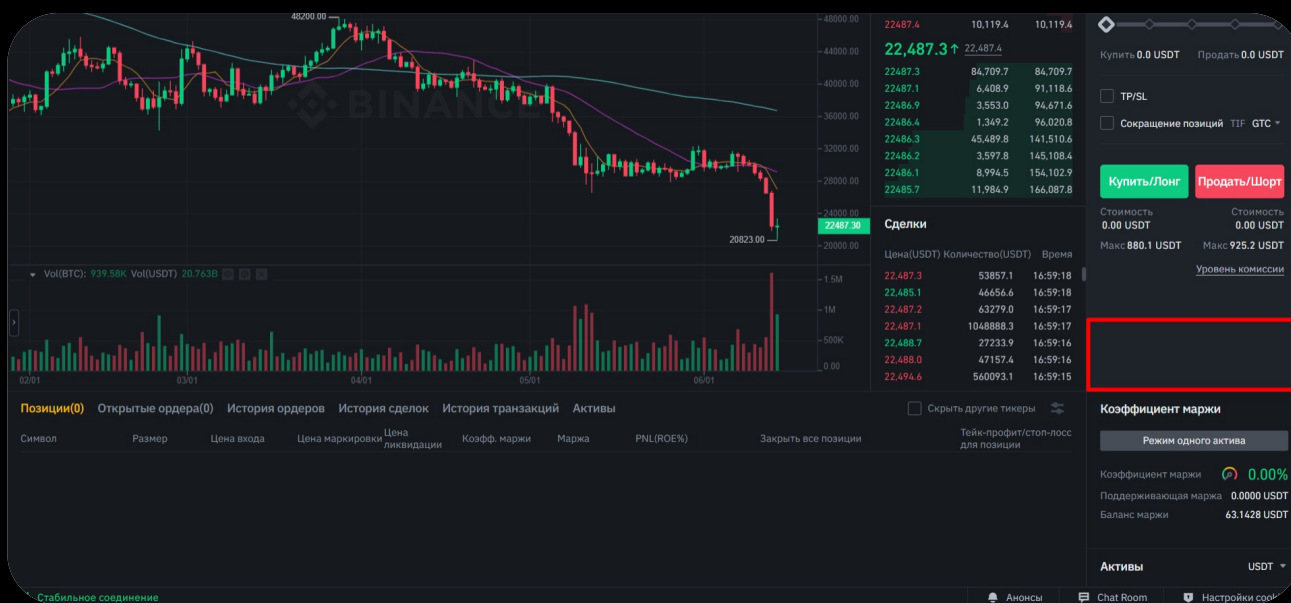 48200.00
48000.00
44000.00
40000.00
36000.00
32000.00
28000.00
24000.00
22487.30
20000.00
20823.00
BINANCE
Vol(BTC): 939.58K Vol(USDT) 20.763B
1.5M
1M
500K
0.00
02/01 03/01 04/01 05/01 06/01
22487.4 10,119.4 10,119.4
22,487.3↑ 22,487.4
22487.3 84,709.7 84,709.7
22487.1 6,408.9 91,118.6
22486.9 3,553.0 94,671.6
22486.4 1,349.2 96,020.8
22486.3 45,489.8 141,510.6
22486.2 3,597.8 145,108.4
22486.1 8,994.5 154,102.9
22485.7 11,984.9 166,087.8
Сделки
Цена(USDT) Количество(USDT) Время
22,487.3 53857.1 16:59:18
22,485.1 46656.6 16:59:18
22,487.2 63279.0 16:59:17
22,487.1 1048888.3 16:59:17
22,488.7 27233.9 16:59:16
22,488.0 47157.4 16:59:16
22,494.6 560093.1 16:59:15
Купить 0.0 USDT Продать 0.0 USDT
TP/SL
Сокращение позиций TIF GTC
Купить/Лонг Продать/Шорт
Стоимость Стоимость
0.00 USDT 0.00 USDT
Макс 880.1 USDT Макс 925.2 USDT
Уровень комиссии
Позиции(0) Открытые ордера(0) История ордеров История сделок История транзакций Активы
Скрыть другие тикеры
Символ Размер Цена входа Цена маркировки Цена ликвидации Коэфф. маржи Маржа PNL(ROE%) Закрыть все позиции Тейк-профит/стоп-лосс для позиции
Коэффициент маржи
Режим одного актива
Коэффициент маржи 0.00%
Поддерживающая маржа 0.0000 USDT
Баланс маржи 63.1428 USDT
Активы USDT
Стабильное соединение
Анонсы Chat Room Настройки cook